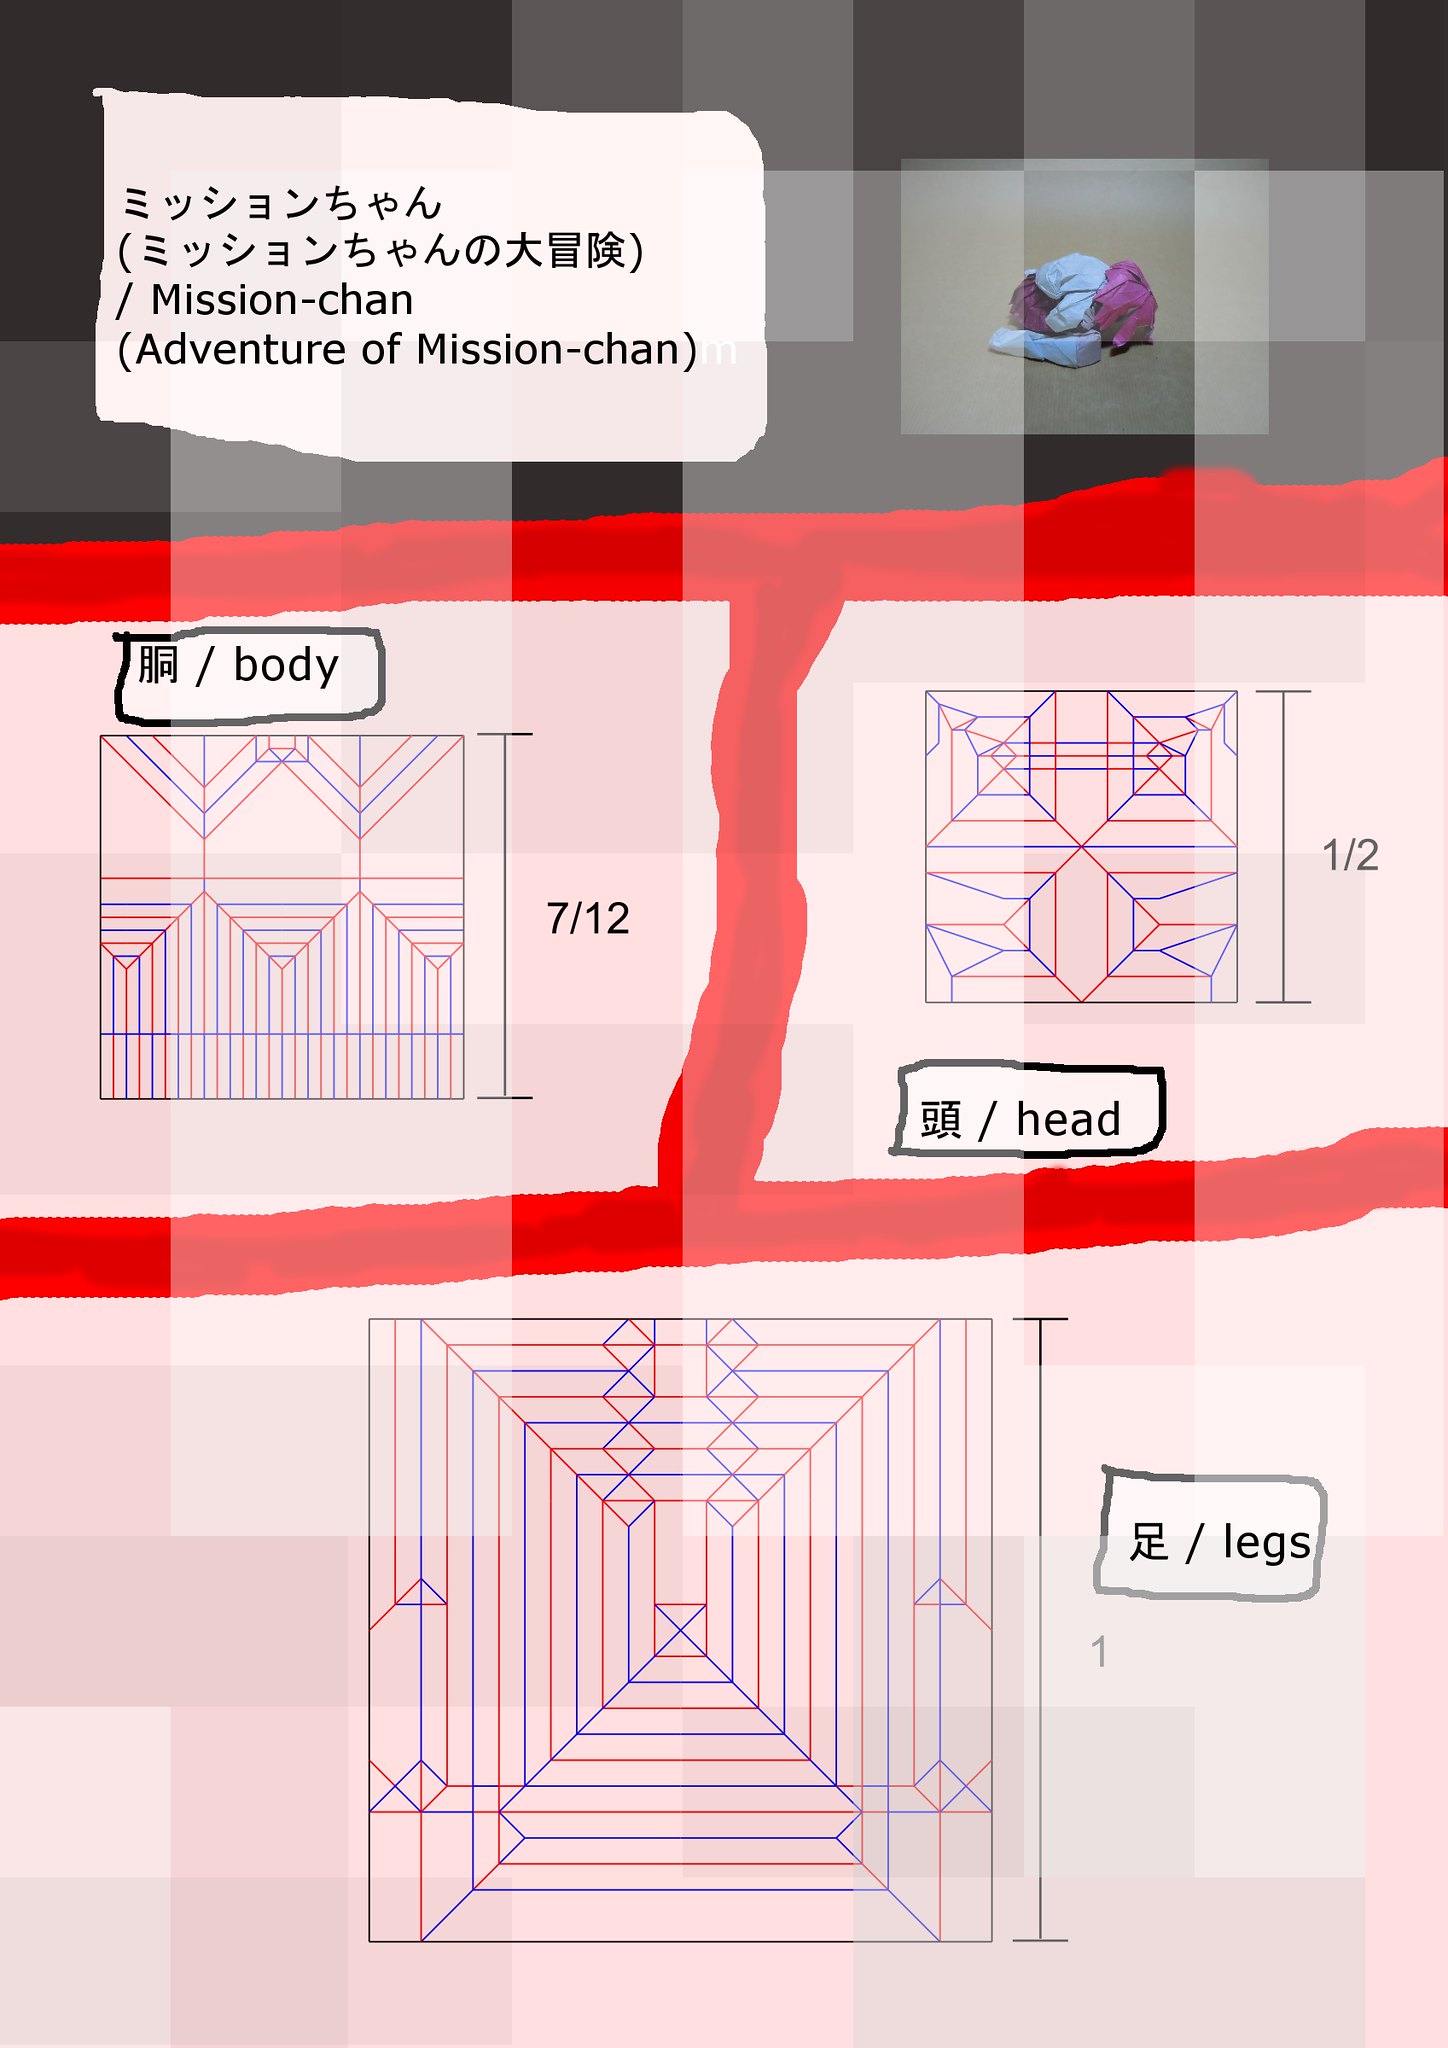 ミッションちゃん
(ミッションちゃんの大冒険)
/ Mission-chan
(Adventure of Mission-chan)m
胴 / body
7/12
1/2
頭 / head
足 / legs
1